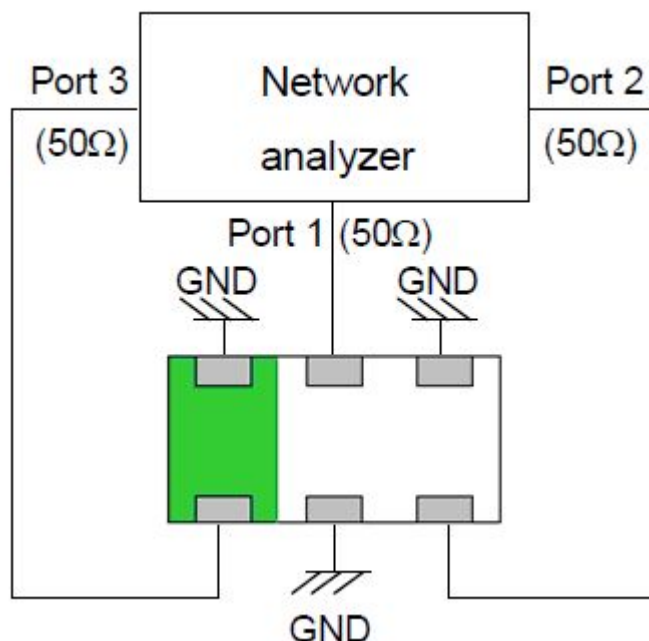 Port 3
Network
Port 2
(50Ω)
analyzer
(50Ω)
Port 1 (50Ω)
GND
GND
GND